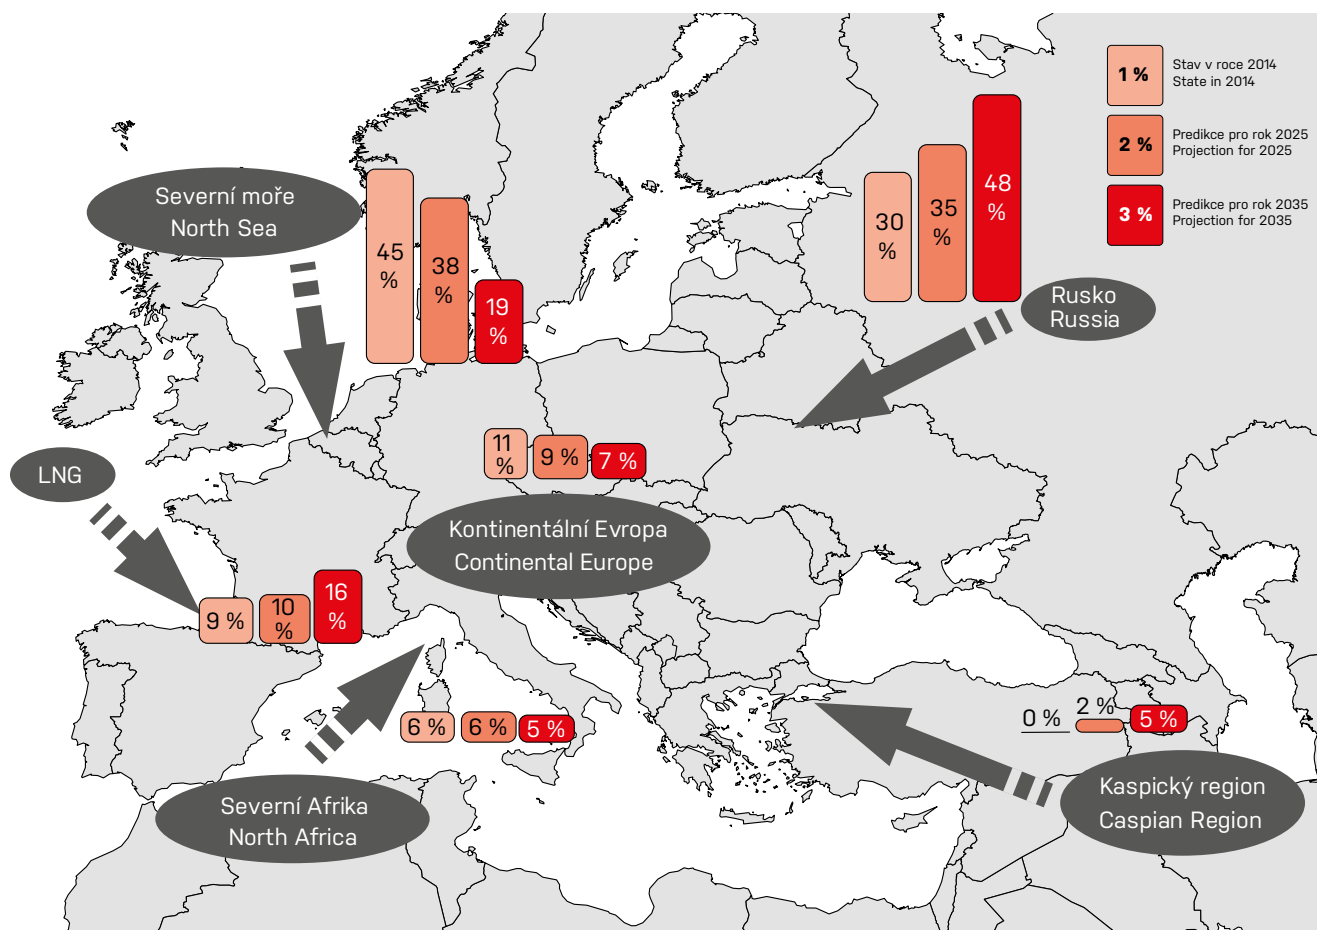 1 %
Stav v roce 2014
State in 2014
2 %
Predikce pro rok 2025
Projection for 2025
3 %
Predikce pro rok 2035
Projection for 2035
Severní moře
North Sea
45
%
38
%
19
%
30
%
35
%
48
%
Rusko
Russia
LNG
9 %
10
%
16
%
11
%
9 %
7 %
Kontinentální Evropa
Continental Europe
6 %
6 %
5 %
Severní Afrika
North Africa
0 %
2 %
5 %
Kaspický region
Caspian Region